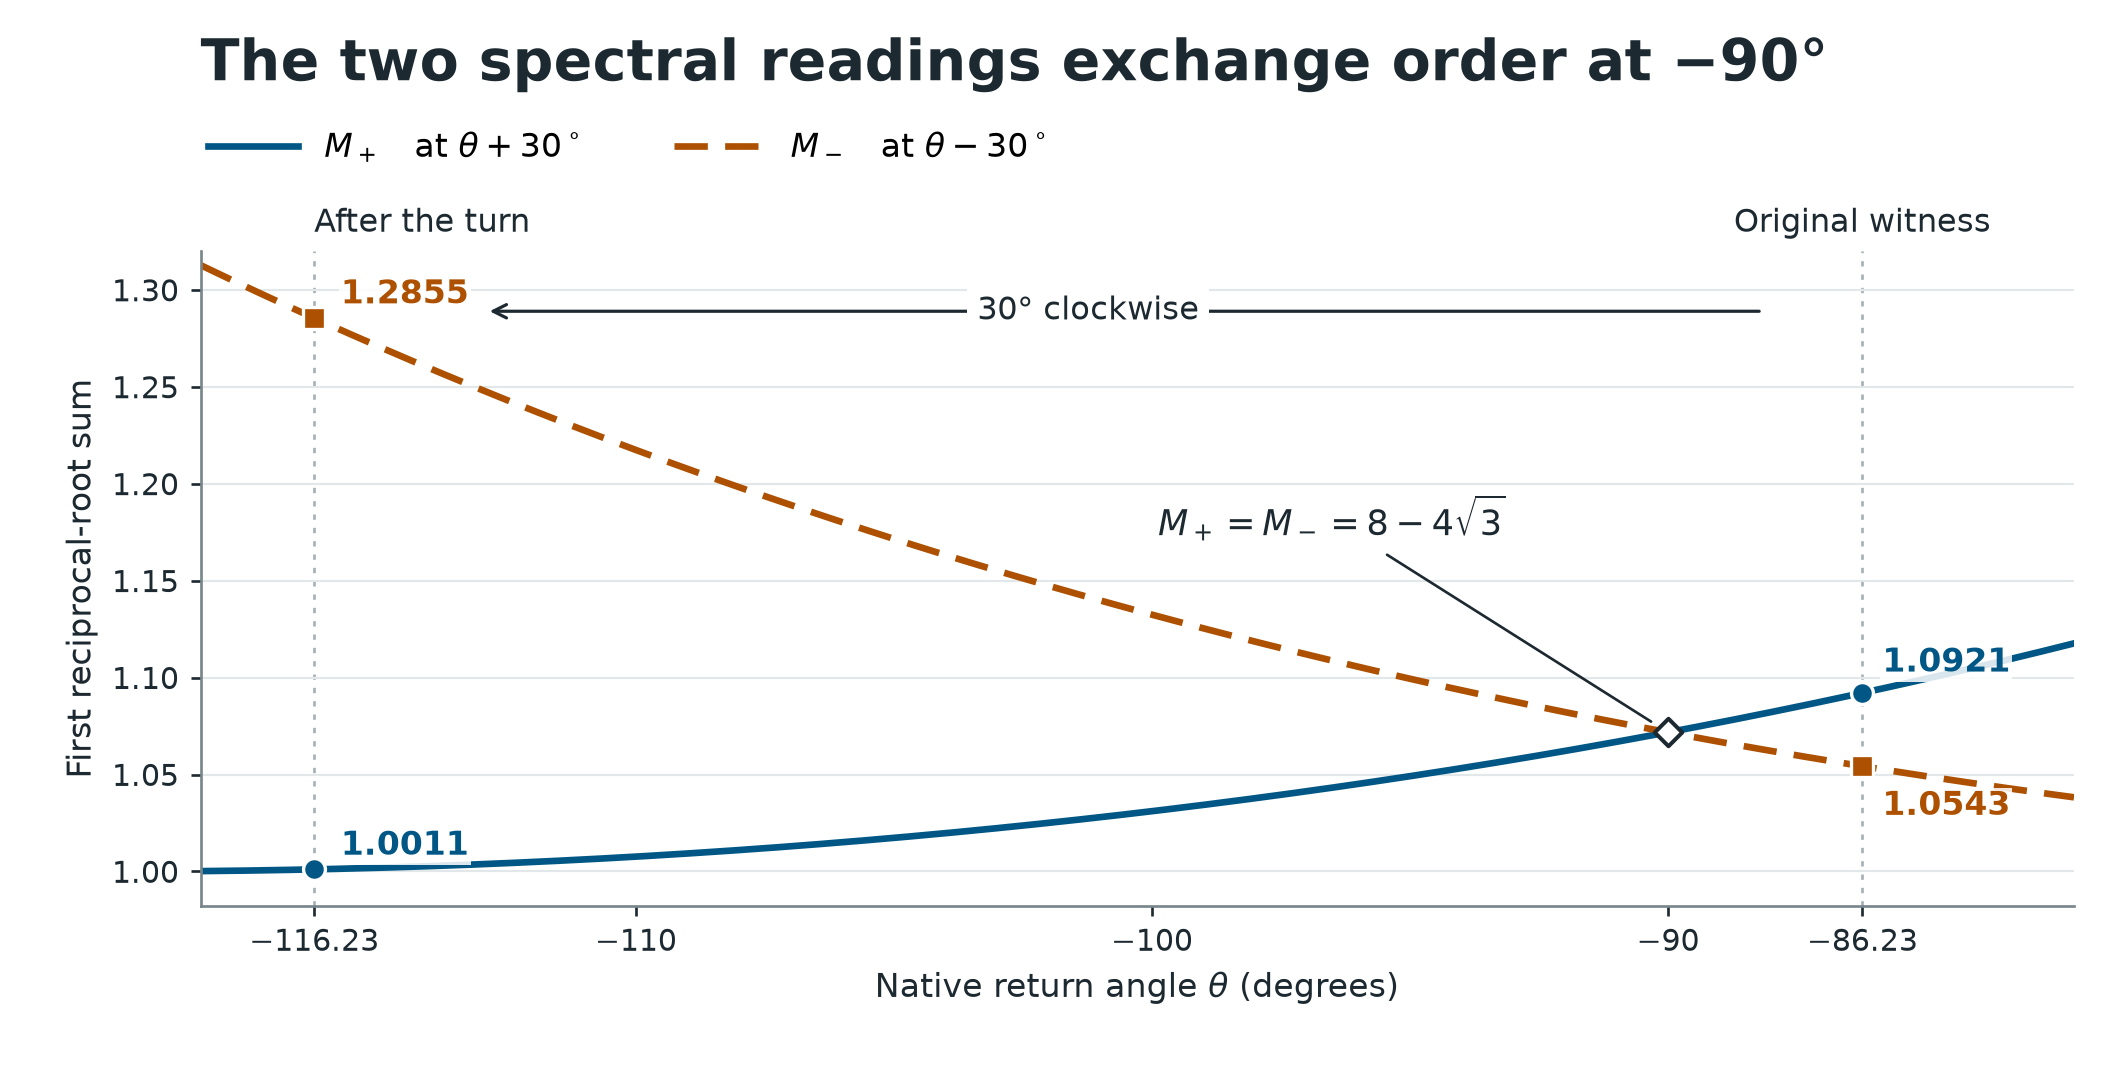 The two spectral readings exchange order at −90°
M₊ at θ + 30°
M₋ at θ − 30°
After the turn
Original witness
1.30
1.25
1.20
1.15
1.10
1.05
1.00
First reciprocal-root sum
1.2855
30° clockwise
M₊ = M₋ = 8 − 4√3
1.0921
1.0543
1.0011
−116.23
−110
−100
−90
−86.23
Native return angle θ (degrees)